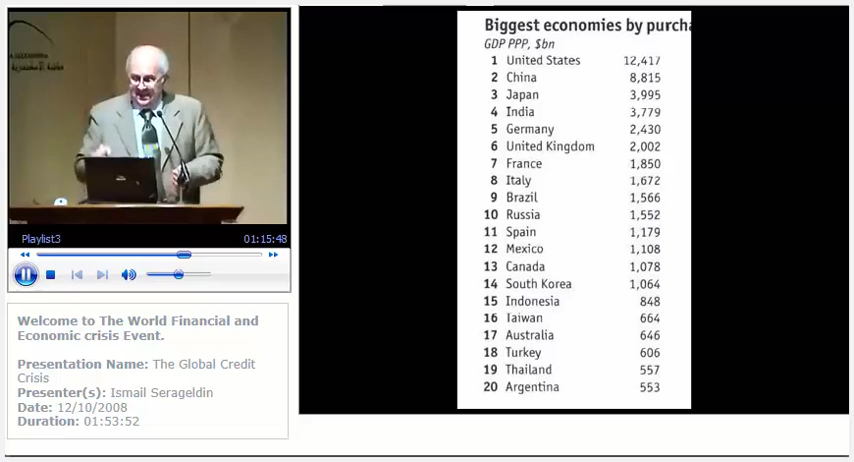 Playlist3 01:15:48
Welcome to The World Financial and
Economic crisis Event.
Presentation Name: The Global Credit
Crisis
Presenter(s): Ismail Serageldin
Date: 12/10/2008
Duration: 01:53:52
Biggest economies by purcha
GDP PPP, $bn
1 United States 12,417
2 China 8,815
3 Japan 3,995
4 India 3,779
5 Germany 2,430
6 United Kingdom 2,002
7 France 1,850
8 Italy 1,672
9 Brazil 1,566
10 Russia 1,552
11 Spain 1,179
12 Mexico 1,108
13 Canada 1,078
14 South Korea 1,064
15 Indonesia 848
16 Taiwan 664
17 Australia 646
18 Turkey 606
19 Thailand 557
20 Argentina 553